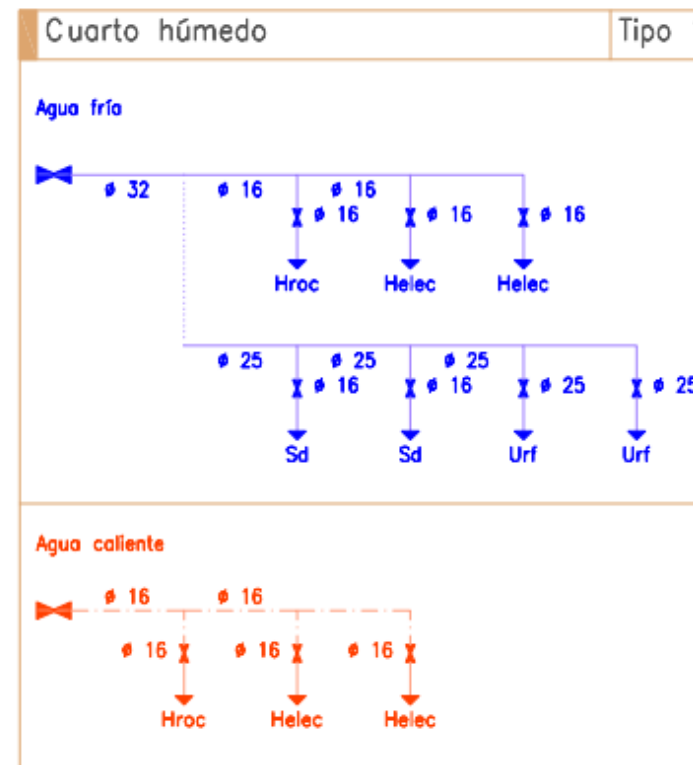 Cuarto húmedo Tipo
Agua fría
ø 32 ø 16 ø 16
ø 16 ø 16 ø 16
Hroc Helec Helec
ø 25 ø 25 ø 25
ø 16 ø 16 ø 25 ø 25
Sd Sd Urf Urf
Agua caliente
ø 16 ø 16
ø 16 ø 16 ø 16
Hroc Helec Helec